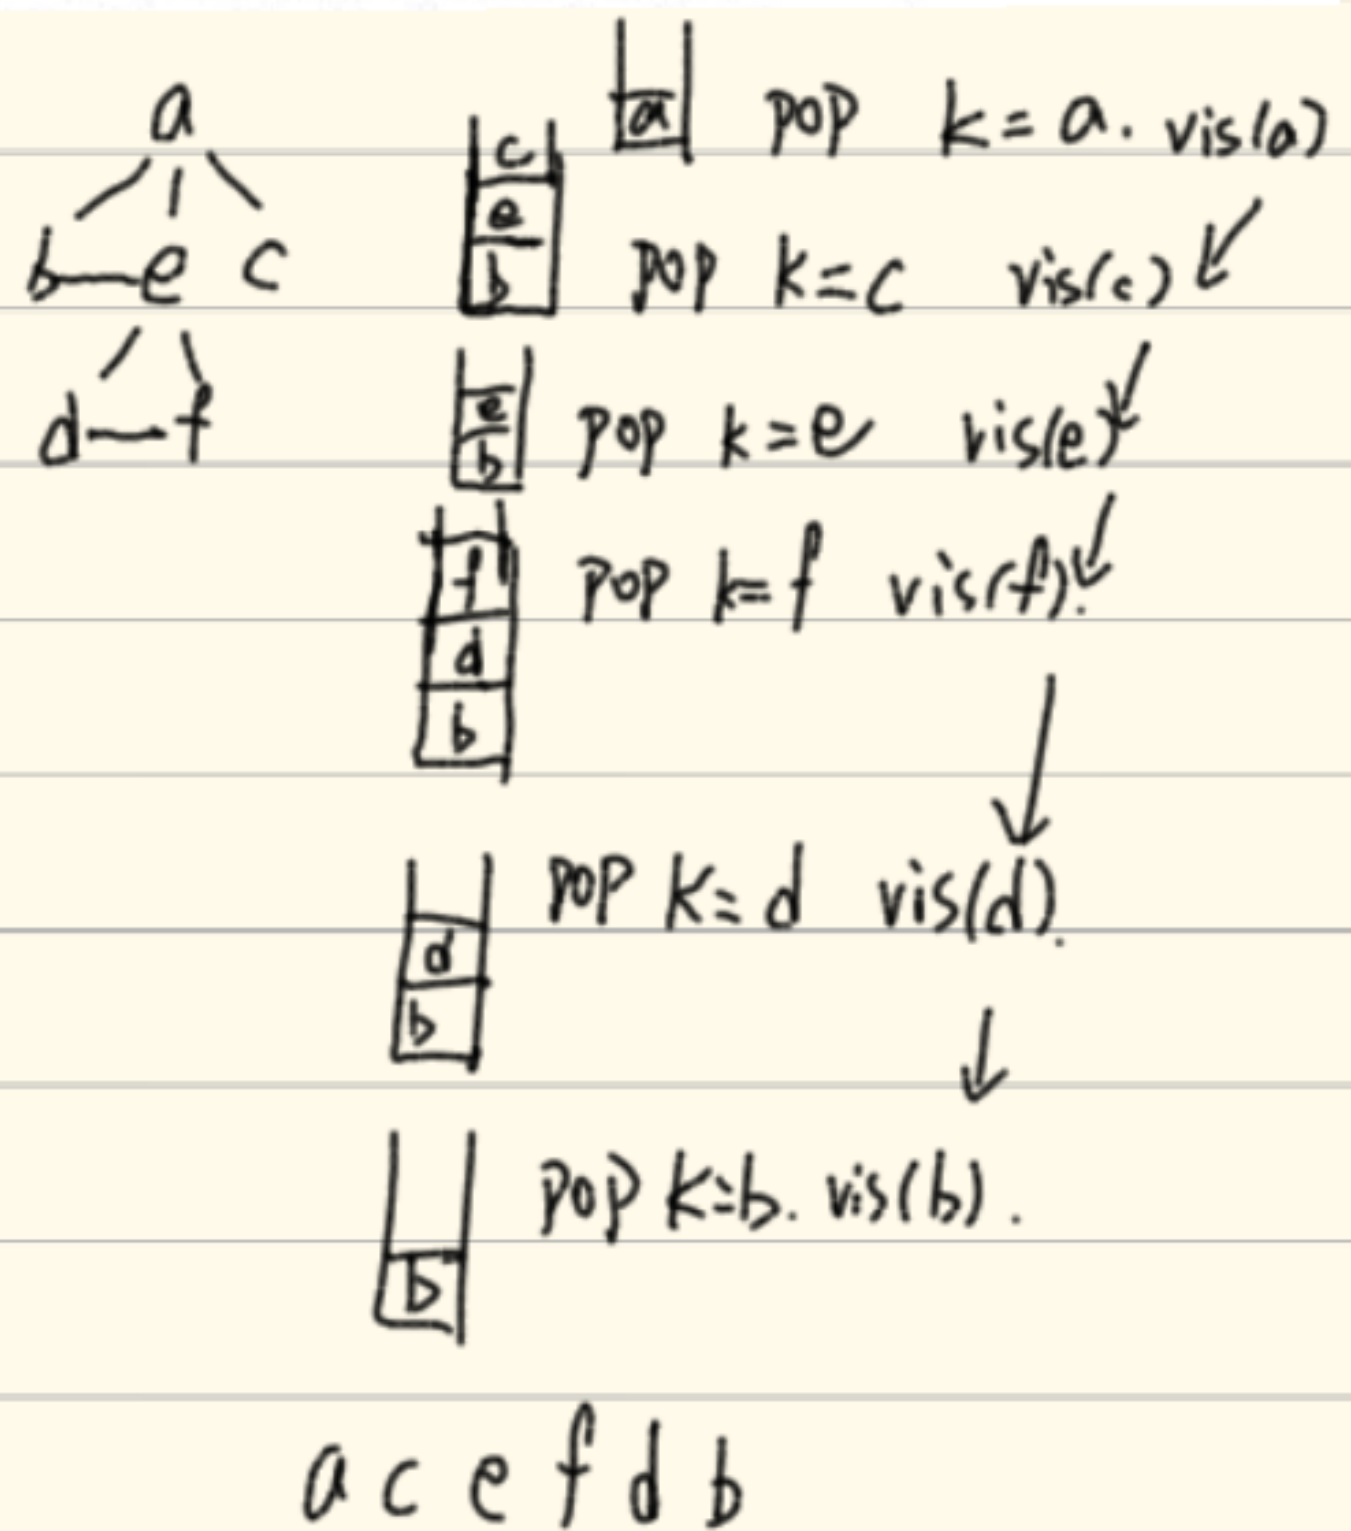 a
b e c
d f
a pop k=a. vis(a)
c
e
b pop k=c vis(c)
e
b pop k=e vis(e)
f pop k=f vis(f).
d
b
pop k=d vis(d).
d
b
pop k=b. vis(b).
b
a c e f d b